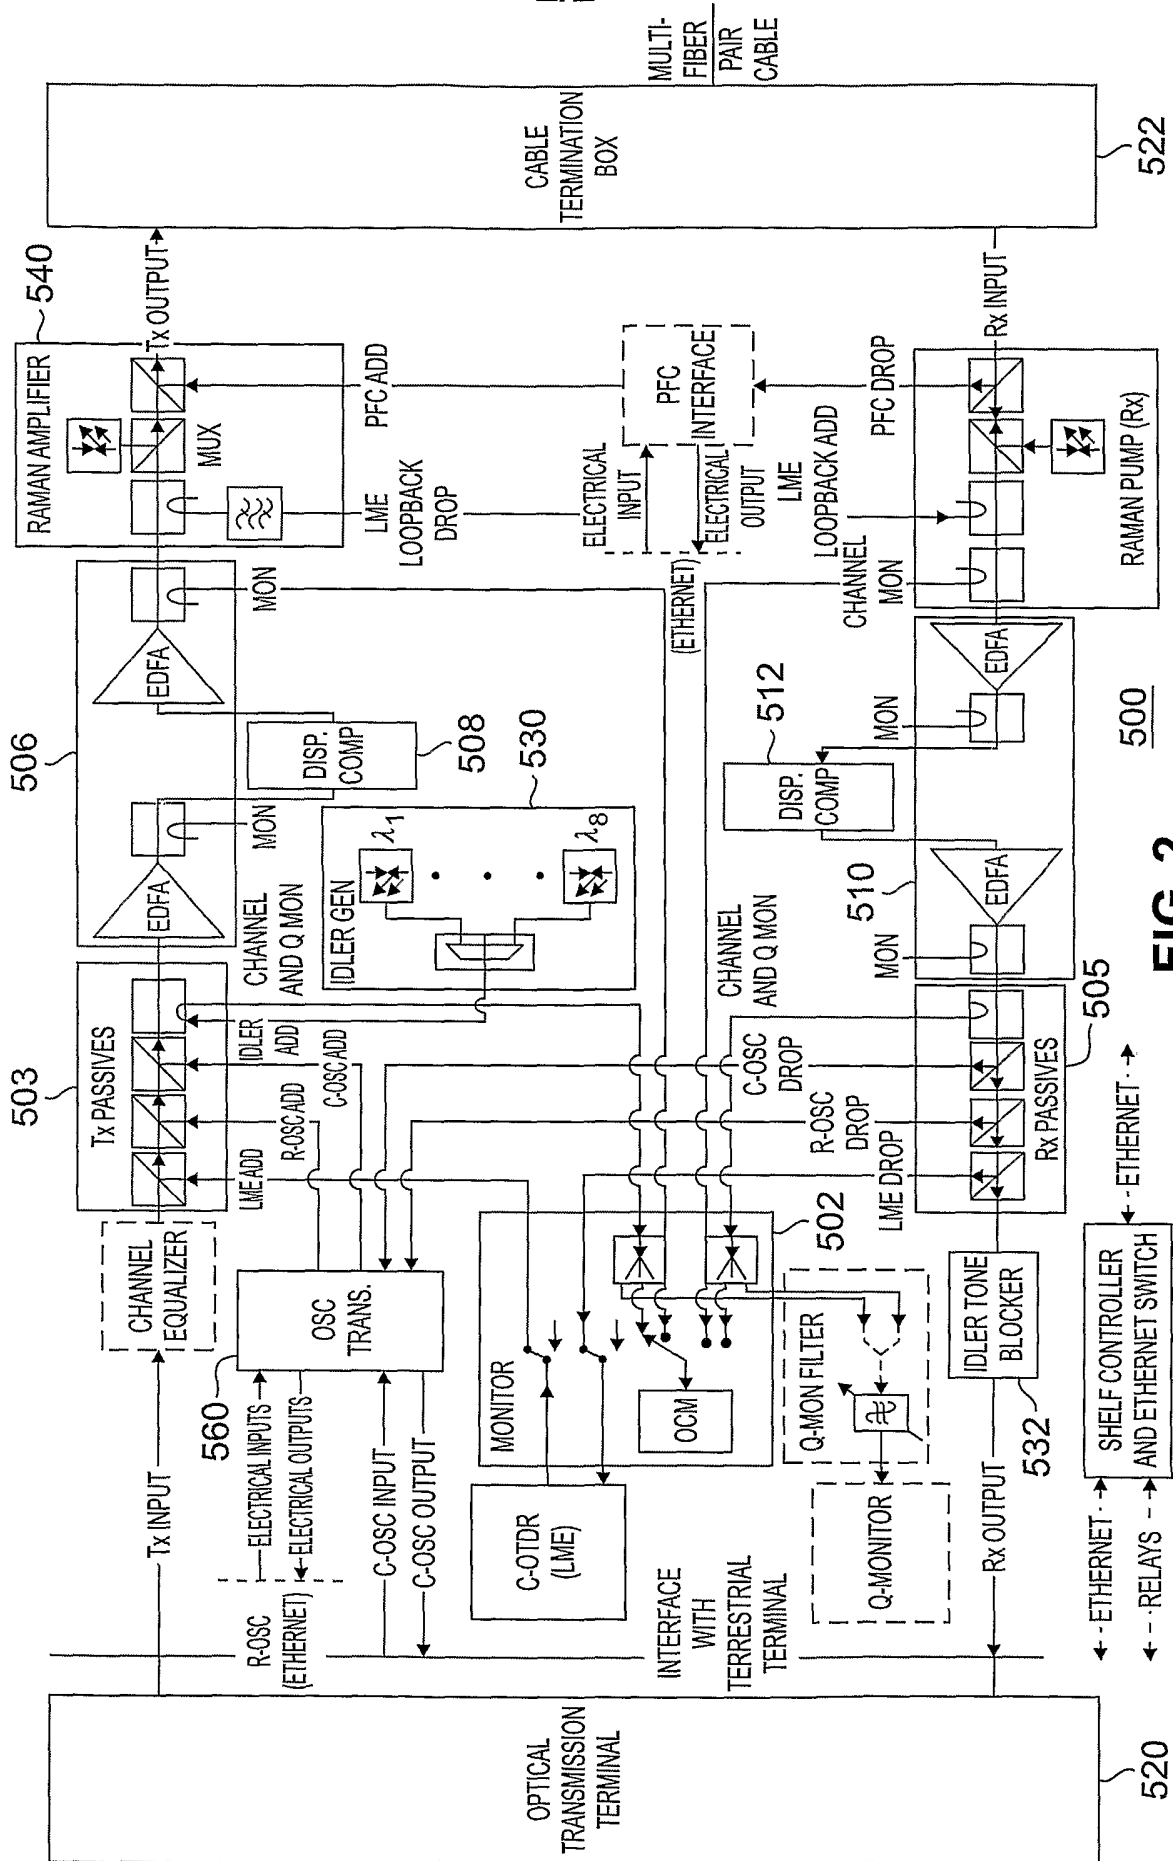 MULTI-
FIBER
PAIR
CABLE
CABLE
TERMINATION
BOX
522
540
Tx OUTPUT
Rx INPUT
RAMAN AMPLIFIER
MUX
PFC ADD
PFC
INTERFACE
PFC DROP
LME
LOOPBACK
DROP
ELECTRICAL
INPUT
ELECTRICAL
OUTPUT
LME
LOOPBACK ADD
CHANNEL
MON
RAMAN PUMP (Rx)
(ETHERNET)
506
EDFA
MON
EDFA
MON
DISP.
COMP
508
530
IDLER GEN
λ1
λ8
512
DISP.
COMP
510
EDFA
MON
EDFA
MON
500
FIG. 2
503
Tx PASSIVES
CHANNEL
AND Q MON
IDLER
ADD
C-OSC ADD
R-OSC ADD
LME ADD
CHANNEL
AND Q MON
C-OSC
DROP
R-OSC
DROP
LME DROP
Rx PASSIVES
505
CHANNEL
EQUALIZER
OSC
TRANS.
560
MONITOR
OCM
502
Q-MON FILTER
IDLER TONE
BLOCKER
532
SHELF CONTROLLER
AND ETHERNET SWITCH
ETHERNET
ETHERNET
RELAYS
Tx INPUT
ELECTRICAL INPUTS
ELECTRICAL OUTPUTS
R-OSC
(ETHERNET)
C-OSC INPUT
C-OSC OUTPUT
C-OTDR
(LME)
Q-MONITOR
Rx OUTPUT
INTERFACE
WITH
TERRESTRIAL
TERMINAL
OPTICAL
TRANSMISSION
TERMINAL
520